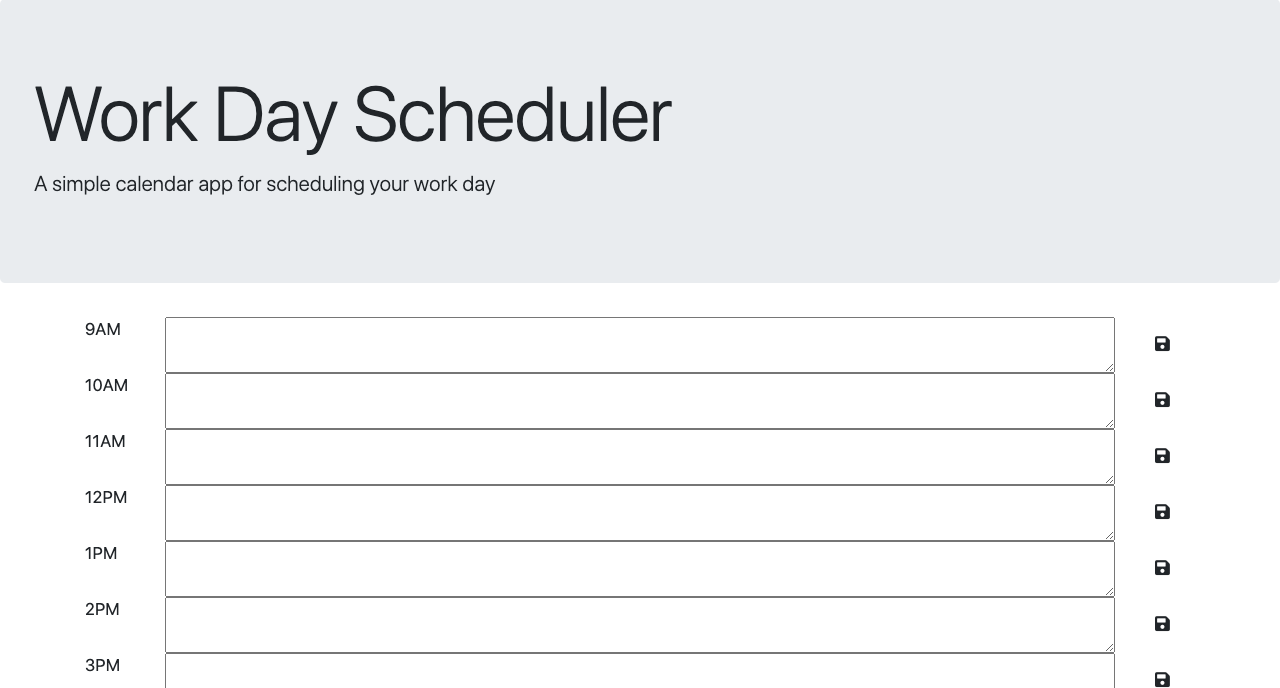 Work Day Scheduler
A simple calendar app for scheduling your work day
9AM
10AM
11AM
12PM
1PM
2PM
3PM